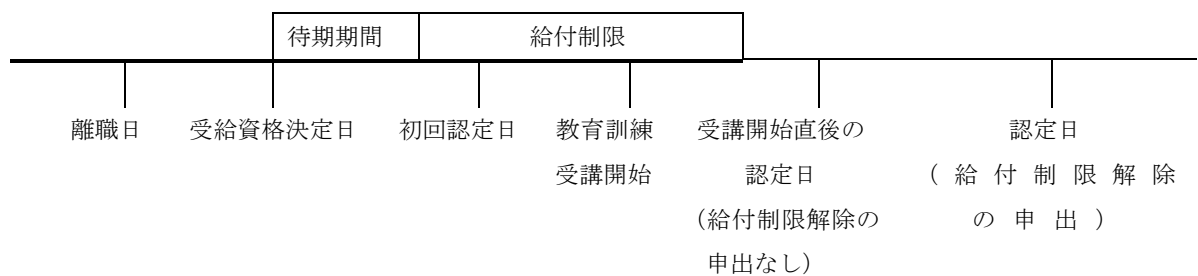 待期期間 給付制限
離職日 受給資格決定日 初回認定日 教育訓練 受講開始直後の 認定日
受講開始 認定日 (給付制限解除
(給付制限解除の の申出)
申出なし)